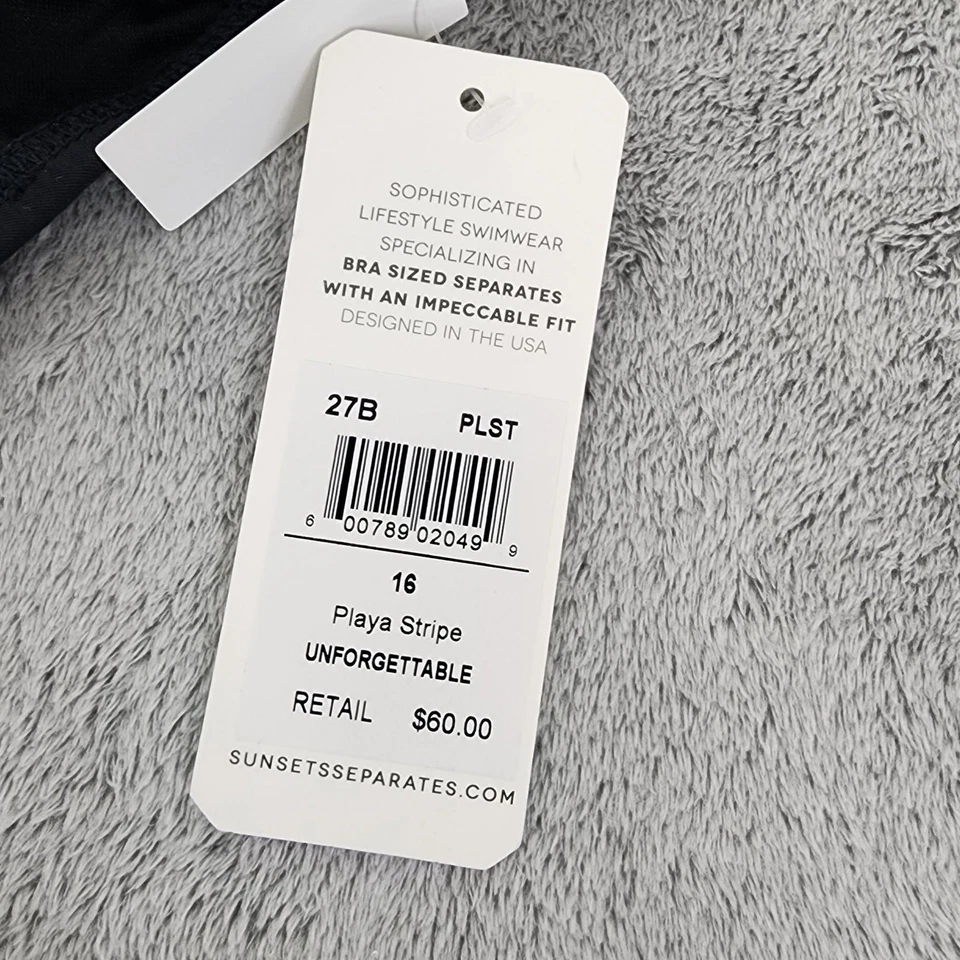 SOPHISTICATED
LIFESTYLE SWIMWEAR
SPECIALIZING IN
BRA SIZED SEPARATES
WITH AN IMPECCABLE FIT
DESIGNED IN THE USA
27B PLST
6 00789 02049 9
16
Playa Stripe
UNFORGETTABLE
RETAIL $60.00
SUNSETSSEPARATES.COM